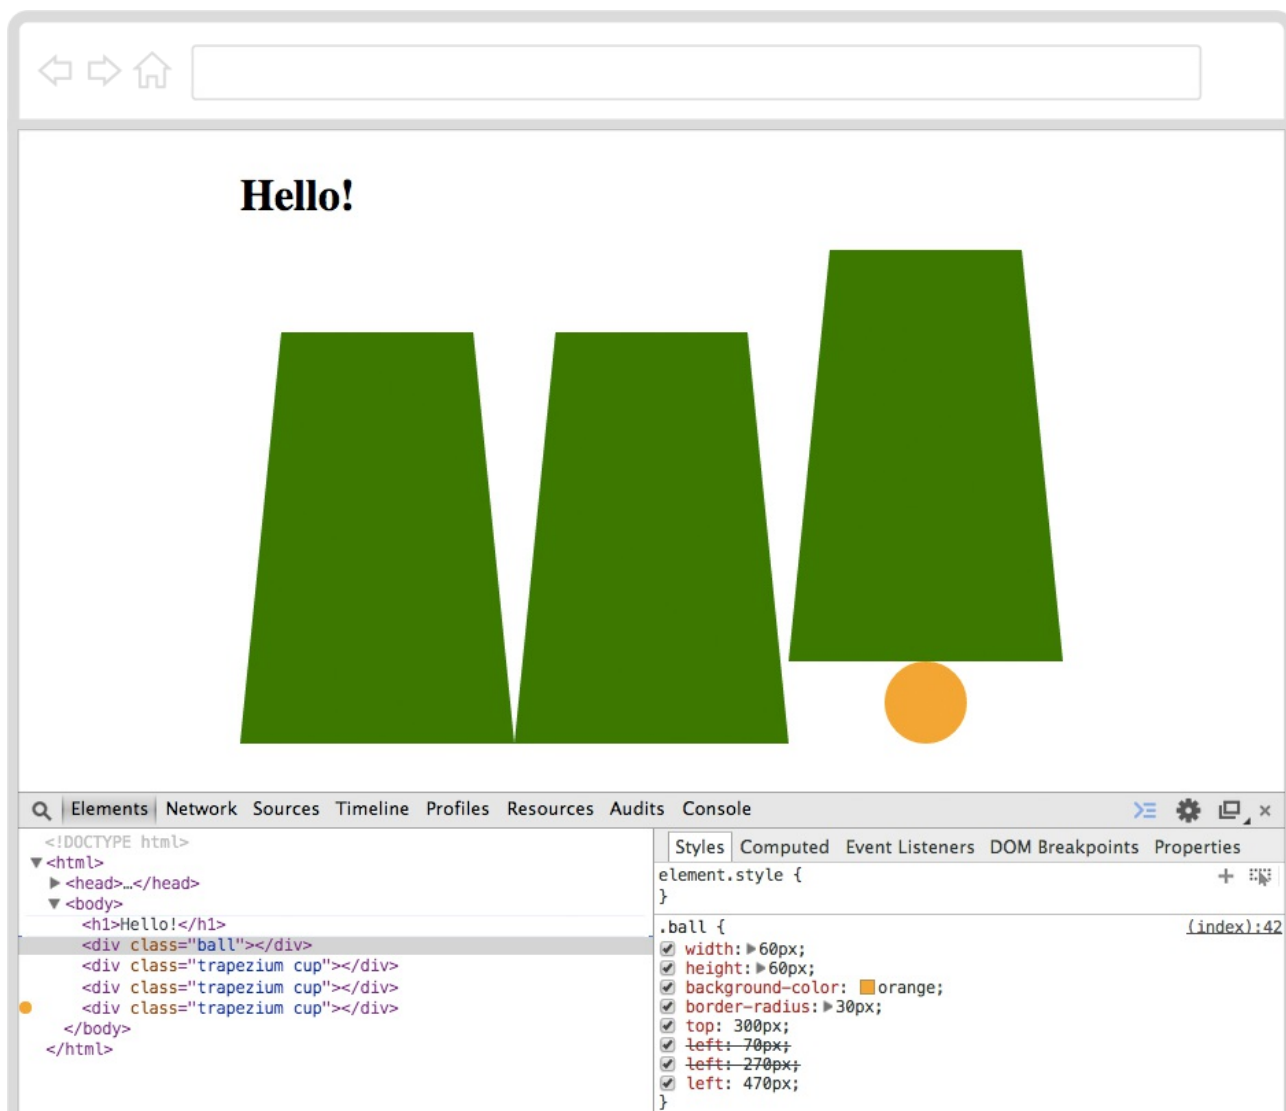 Hello!
Elements Network Sources Timeline Profiles Resources Audits Console
<!DOCTYPE html>
▼<html>
▶<head>…</head>
▼<body>
<h1>Hello!</h1>
<div class="ball"></div>
<div class="trapezium cup"></div>
<div class="trapezium cup"></div>
<div class="trapezium cup"></div>
</body>
</html>
Styles Computed Event Listeners DOM Breakpoints Properties
element.style {
}
.ball { (index):42
width:▶60px;
height:▶60px;
background-color: orange;
border-radius:▶30px;
top: 300px;
left: 70px;
left: 270px;
left: 470px;
}